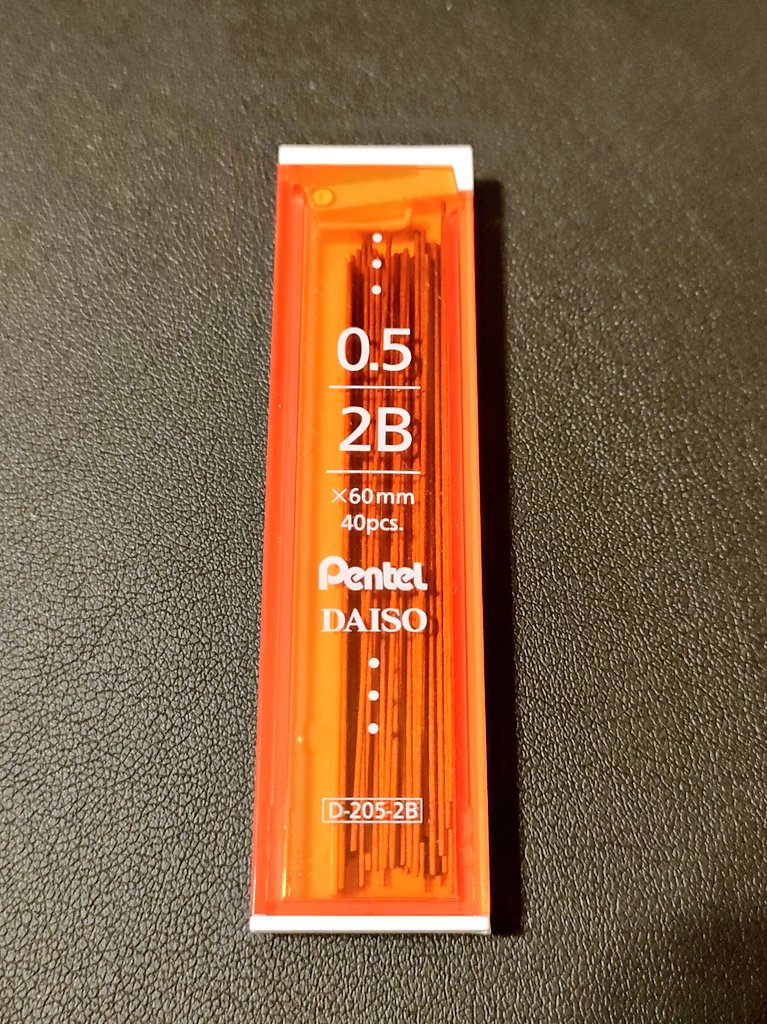 0.5
2B
×60mm
40pcs.
Pentel
DAISO
D-205-2B